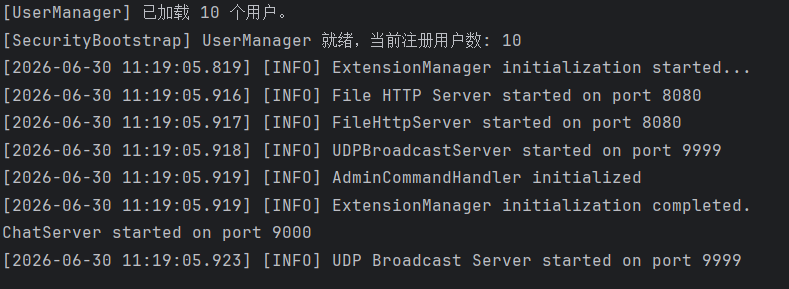 [UserManager] 已加载 10 个用户。
[SecurityBootstrap] UserManager 就绪，当前注册用户数: 10
[2026-06-30 11:19:05.819] [INFO] ExtensionManager initialization started...
[2026-06-30 11:19:05.916] [INFO] File HTTP Server started on port 8080
[2026-06-30 11:19:05.917] [INFO] FileHttpServer started on port 8080
[2026-06-30 11:19:05.918] [INFO] UDPBroadcastServer started on port 9999
[2026-06-30 11:19:05.919] [INFO] AdminCommandHandler initialized
[2026-06-30 11:19:05.919] [INFO] ExtensionManager initialization completed.
ChatServer started on port 9000
[2026-06-30 11:19:05.923] [INFO] UDP Broadcast Server started on port 9999